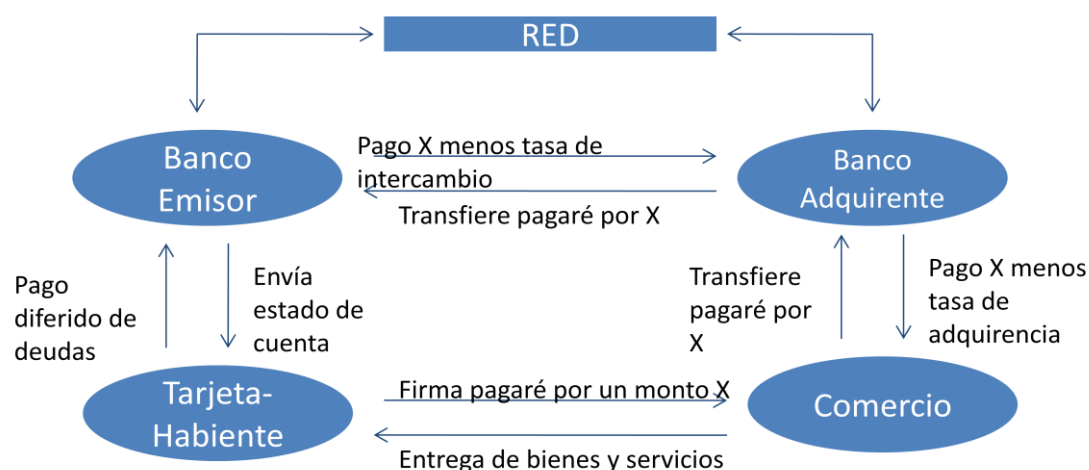 RED
Banco
Emisor
Pago X menos tasa de
intercambio
Transfiere pagaré por X
Banco
Adquirente
Pago
diferido de
deudas
Envía
estado de
cuenta
Transfiere
pagaré por
X
Pago X menos
tasa de
adquirencia
Tarjeta-
Habiente
Firma pagaré por un monto X
Entrega de bienes y servicios
Comercio